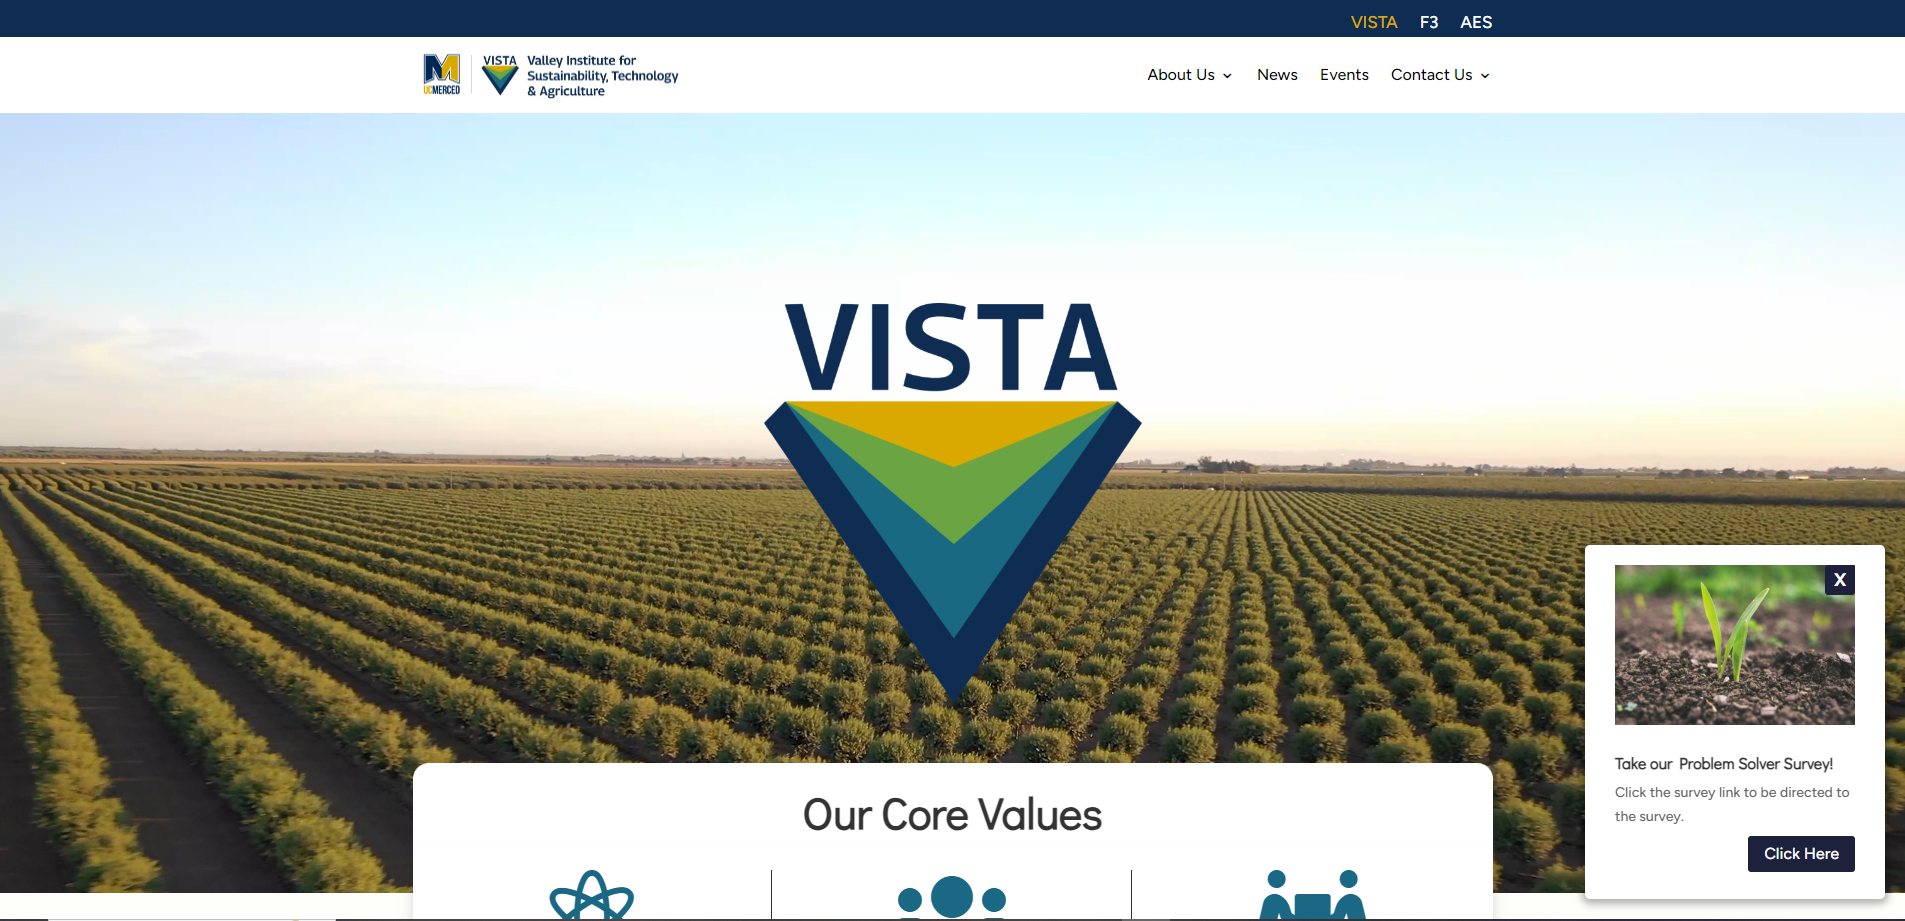 VISTA F3 AES
M
UCMERCED
VISTA
Valley Institute for
Sustainability, Technology
& Agriculture
About Us News Events Contact Us
VISTA
X
Take our Problem Solver Survey!
Click the survey link to be directed to
the survey.
Click Here
Our Core Values